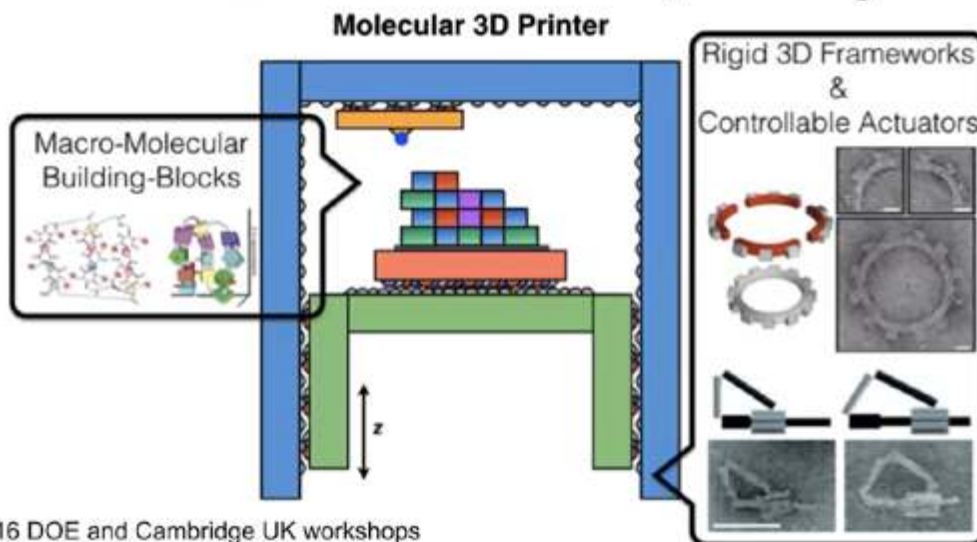 Molecular 3D Printer
Macro-Molecular
Building-Blocks
Rigid 3D Frameworks
&
Controllable Actuators
z
16 DOE and Cambridge UK workshops